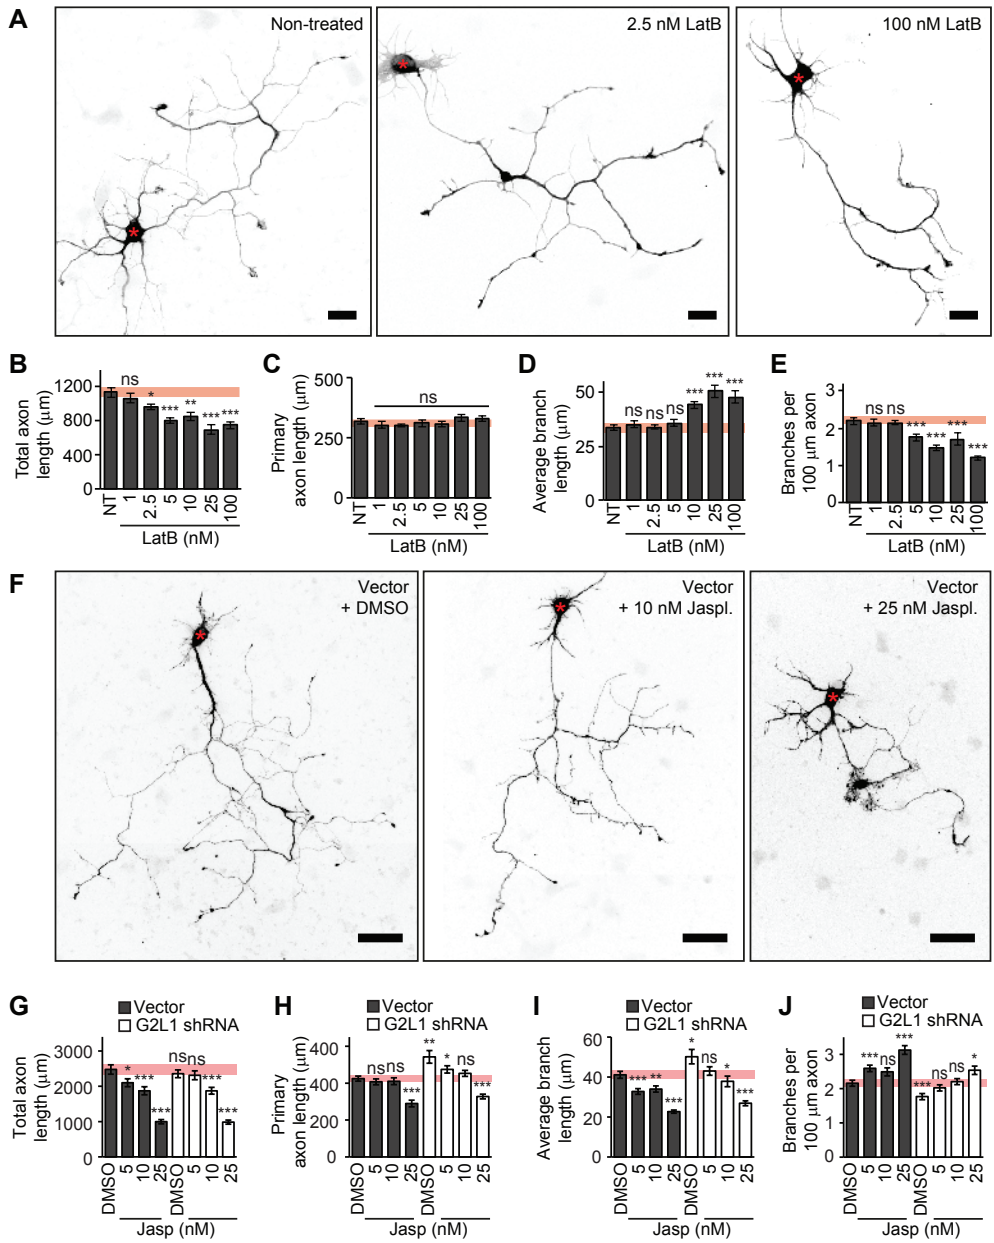 A
Non-treated
2.5 nM LatB
100 nM LatB
B
Total axon
length (µm)
1200
800
400
0
ns
*
***
**
***
***
NT
1
2.5
5
10
25
100
LatB (nM)
C
Primary
axon length (µm)
500
250
0
ns
NT
1
2.5
5
10
25
100
LatB (nM)
D
Average branch
length (µm)
50
25
0
ns
ns
ns
***
***
***
NT
1
2.5
5
10
25
100
LatB (nM)
E
Branches per
100 µm axon
3
2
1
0
ns
ns
***
***
***
***
NT
1
2.5
5
10
25
100
LatB (nM)
F
Vector
+ DMSO
Vector
+ 10 nM Jaspl.
Vector
+ 25 nM Jaspl.
G
Vector
G2L1 shRNA
Total axon
length (µm)
3000
2000
1000
0
*
***
***
ns
ns
***
***
DMSO
5
10
25
DMSO
5
10
25
Jasp (nM)
H
Vector
G2L1 shRNA
Primary
axon length (µm)
400
200
0
ns
ns
***
**
*
ns
***
DMSO
5
10
25
DMSO
5
10
25
Jasp (nM)
I
Vector
G2L1 shRNA
Average branch
length (µm)
60
40
20
0
***
**
***
*
ns
*
***
DMSO
5
10
25
DMSO
5
10
25
Jasp (nM)
J
Vector
G2L1 shRNA
Branches per
100 µm axon
3
2
1
0
***
ns
***
***
ns
ns
*
DMSO
5
10
25
DMSO
5
10
25
Jasp (nM)